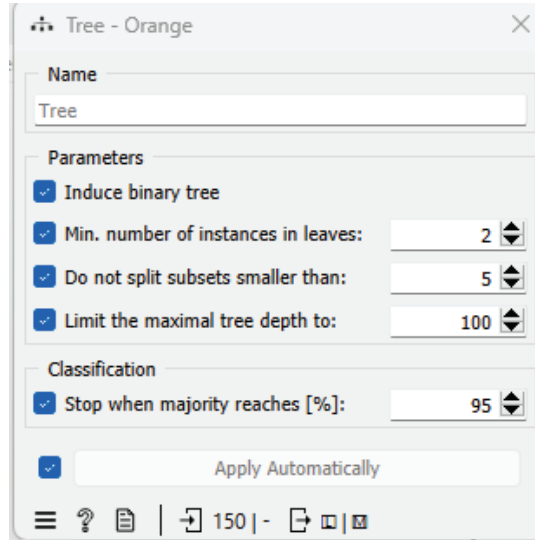 Tree - Orange
Name
Tree
Parameters
Induce binary tree
Min. number of instances in leaves: 2
Do not split subsets smaller than: 5
Limit the maximal tree depth to: 100
Classification
Stop when majority reaches [%]: 95
Apply Automatically
? 150 | - |